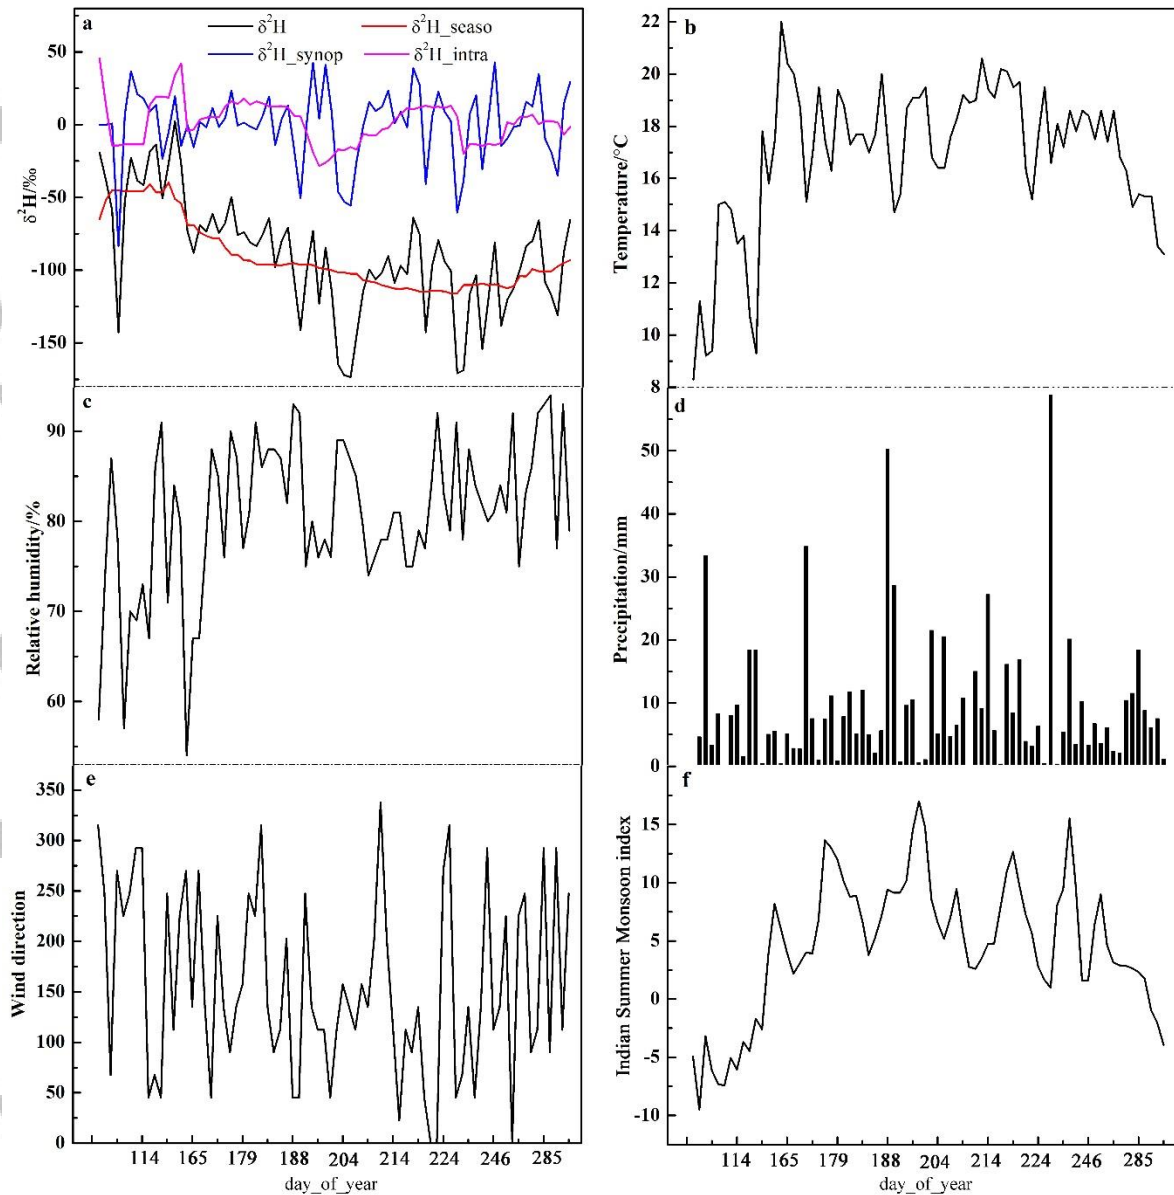 a
δ²H
δ²H_seaso
δ²H_synop
δ²H_intra
50
0
-50
-100
-150
δ²H/‰
b
22
20
18
16
14
12
10
8
Temperature/°C
c
90
80
70
60
Relative humidity/%
d
50
40
30
20
10
0
Precipitation/mm
e
350
300
250
200
150
100
50
0
Wind direction
114 165 179 188 204 214 224 246 285
day_of_year
f
15
10
5
0
-5
-10
Indian Summer Monsoon index
114 165 179 188 204 214 224 246 285
day_of_year